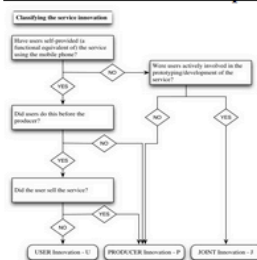 Classifying the service innovation
Have users self-provided (a
functional equivalent of) the service
using the mobile phone?
NO
Were users actively involved in the
prototyping/development of the
service?
YES
Did users do this before the
producer?
NO
YES
NO
YES
Did the user sell the service?
YES
NO
USER Innovation - U
PRODUCER Innovation - P
JOINT Innovation - J